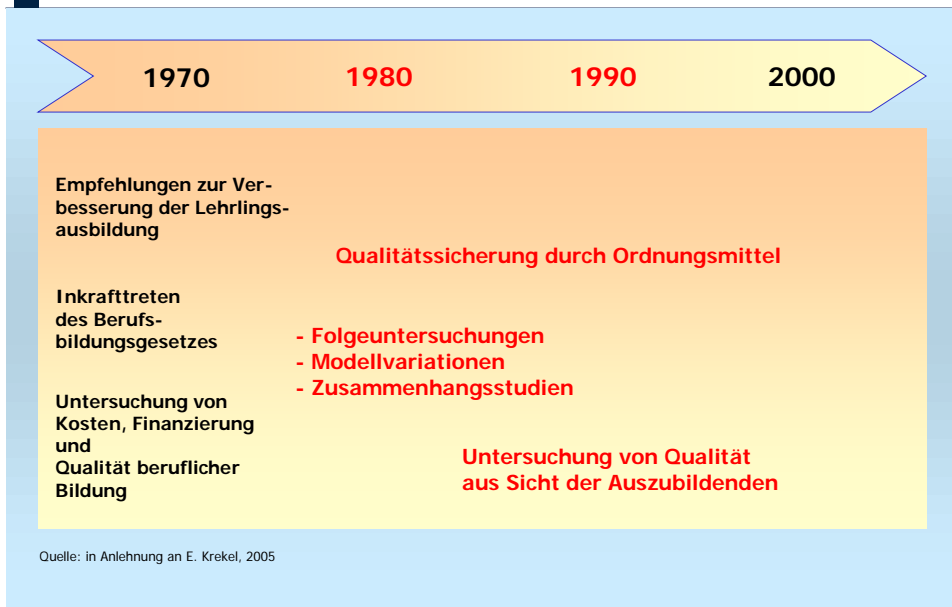 1970 1980 1990 2000
Empfehlungen zur Ver-
besserung der Lehrlings-
ausbildung
Qualitätssicherung durch Ordnungsmittel
Inkrafttreten
des Berufs-
bildungsgesetzes
- Folgeuntersuchungen
- Modellvariationen
- Zusammenhangsstudien
Untersuchung von
Kosten, Finanzierung
und
Qualität beruflicher
Bildung
Untersuchung von Qualität
aus Sicht der Auszubildenden
Quelle: in Anlehnung an E. Krekel, 2005